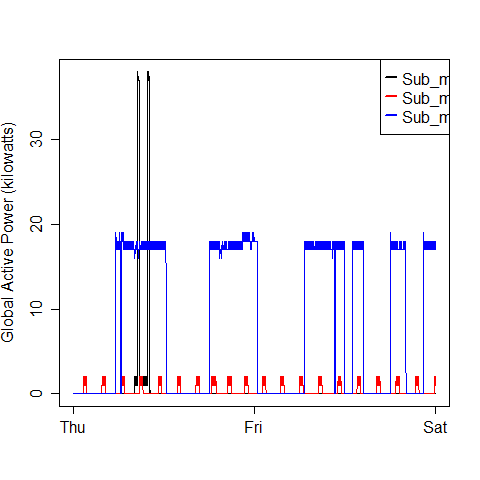 Sub_m
Sub_m
Sub_m
Global Active Power (kilowatts)
30
20
10
0
Thu Fri Sat